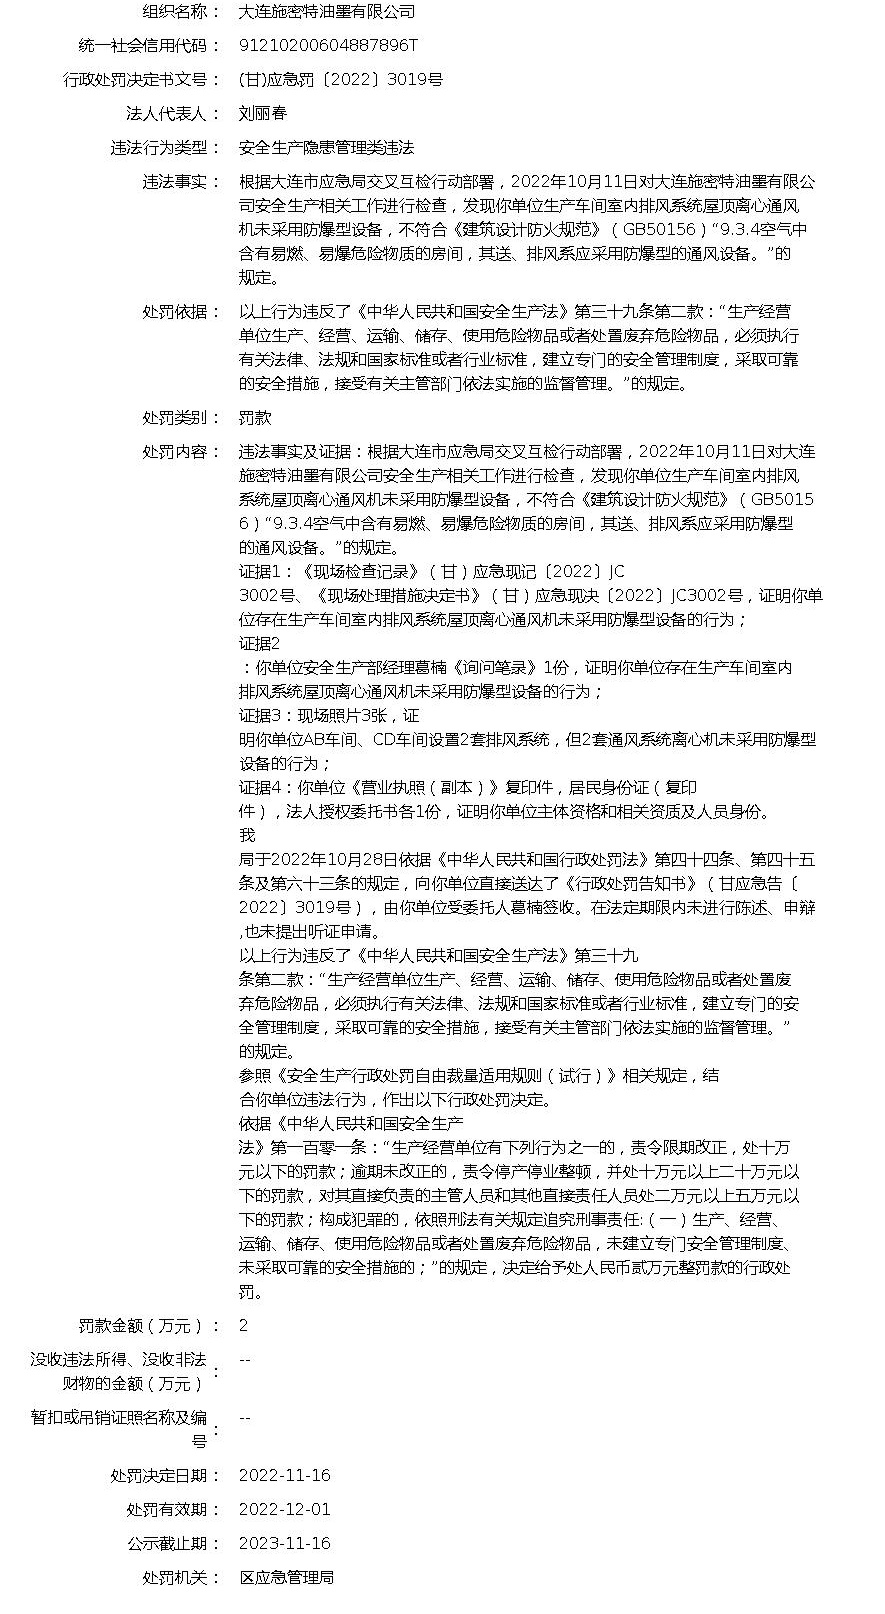 组织名称： 大连施密特油墨有限公司
统一社会信用代码： 91210200604887896T
行政处罚决定书文号： (甘)应急罚〔2022〕3019号
法人代表人： 刘丽春
违法行为类型： 安全生产隐患管理类违法
违法事实： 根据大连市应急局交叉互检行动部署，2022年10月11日对大连施密特油墨有限公
司安全生产相关工作进行检查，发现你单位生产车间室内排风系统屋顶离心通风
机未采用防爆型设备，不符合《建筑设计防火规范》（GB50156）“9.3.4空气中
含有易燃、易爆危险物质的房间，其送、排风系应采用防爆型的通风设备。”的
规定。
处罚依据： 以上行为违反了《中华人民共和国安全生产法》第三十九条第二款：“生产经营
单位生产、经营、运输、储存、使用危险物品或者处置废弃危险物品，必须执行
有关法律、法规和国家标准或者行业标准，建立专门的安全管理制度，采取可靠
的安全措施，接受有关主管部门依法实施的监督管理。”的规定。
处罚类别： 罚款
处罚内容： 违法事实及证据：根据大连市应急局交叉互检行动部署，2022年10月11日对大连
施密特油墨有限公司安全生产相关工作进行检查，发现你单位生产车间室内排风
系统屋顶离心通风机未采用防爆型设备，不符合《建筑设计防火规范》（GB5015
6）“9.3.4空气中含有易燃、易爆危险物质的房间，其送、排风系应采用防爆型
的通风设备。”的规定。
证据1：《现场检查记录》（甘）应急现记〔2022〕JC
3002号、《现场处理措施决定书》（甘）应急现决〔2022〕JC3002号，证明你单
位存在生产车间室内排风系统屋顶离心通风机未采用防爆型设备的行为；
证据2
：你单位安全生产部经理葛楠《询问笔录》1份，证明你单位存在生产车间室内
排风系统屋顶离心通风机未采用防爆型设备的行为；
证据3：现场照片3张，证
明你单位AB车间、CD车间设置2套排风系统，但2套通风系统离心机未采用防爆型
设备的行为；
证据4：你单位《营业执照（副本）》复印件，居民身份证（复印
件），法人授权委托书各1份，证明你单位主体资格和相关资质及人员身份。
我
局于2022年10月28日依据《中华人民共和国行政处罚法》第四十四条、第四十五
条及第六十三条的规定，向你单位直接送达了《行政处罚告知书》（甘应急告〔
2022〕3019号），由你单位受委托人葛楠签收。在法定期限内未进行陈述、申辩
,也未提出听证申请。
以上行为违反了《中华人民共和国安全生产法》第三十九
条第二款：“生产经营单位生产、经营、运输、储存、使用危险物品或者处置废
弃危险物品，必须执行有关法律、法规和国家标准或者行业标准，建立专门的安
全管理制度，采取可靠的安全措施，接受有关主管部门依法实施的监督管理。”
的规定。
参照《安全生产行政处罚自由裁量适用规则（试行）》相关规定，结
合你单位违法行为，作出以下行政处罚决定。
依据《中华人民共和国安全生产
法》第一百零一条：“生产经营单位有下列行为之一的，责令限期改正，处十万
元以下的罚款；逾期未改正的，责令停产停业整顿，并处十万元以上二十万元以
下的罚款，对其直接负责的主管人员和其他直接责任人员处二万元以上五万元以
下的罚款；构成犯罪的，依照刑法有关规定追究刑事责任:（一）生产、经营、
运输、储存、使用危险物品或者处置废弃危险物品，未建立专门安全管理制度、
未采取可靠的安全措施的；”的规定，决定给予处人民币贰万元整罚款的行政处
罚。
罚款金额（万元）： 2
没收违法所得、没收非法
财物的金额（万元）： --
暂扣或吊销证照名称及编
号： --
处罚决定日期： 2022-11-16
处罚有效期： 2022-12-01
公示截止期： 2023-11-16
处罚机关： 区应急管理局